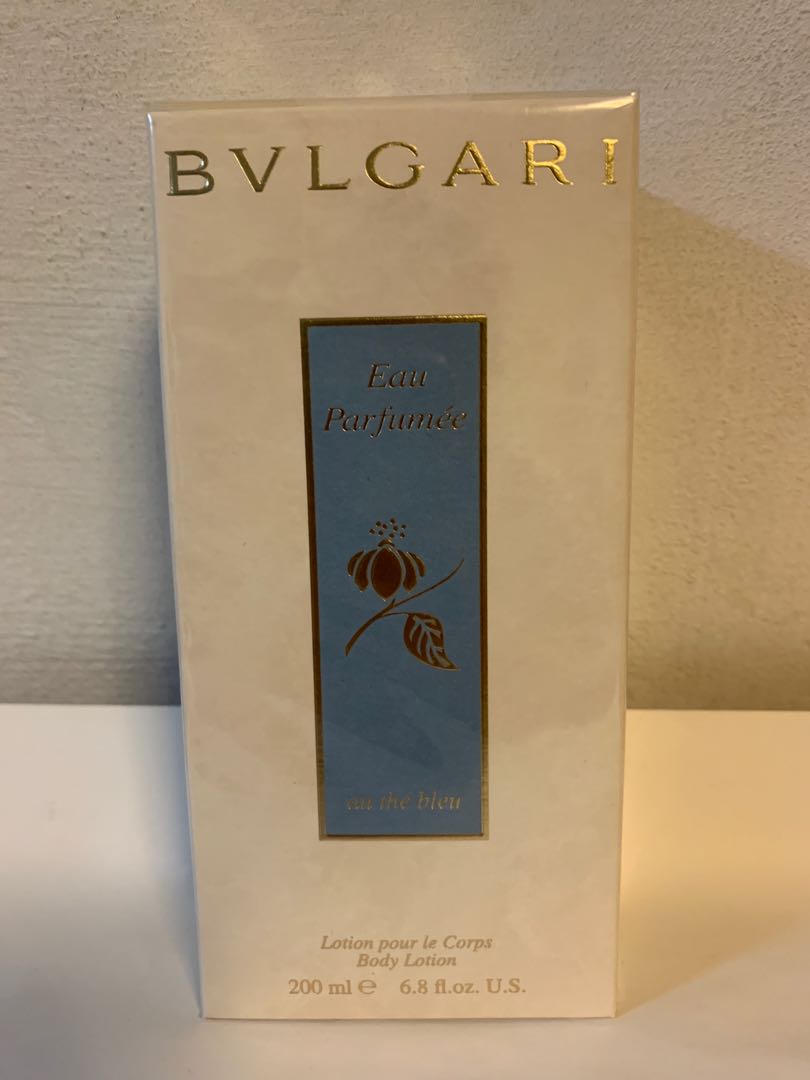 BVLGARI
Eau
Parfumée
au thé bleu
Lotion pour le Corps
Body Lotion
200 ml ℮ 6.8 fl.oz. U.S.